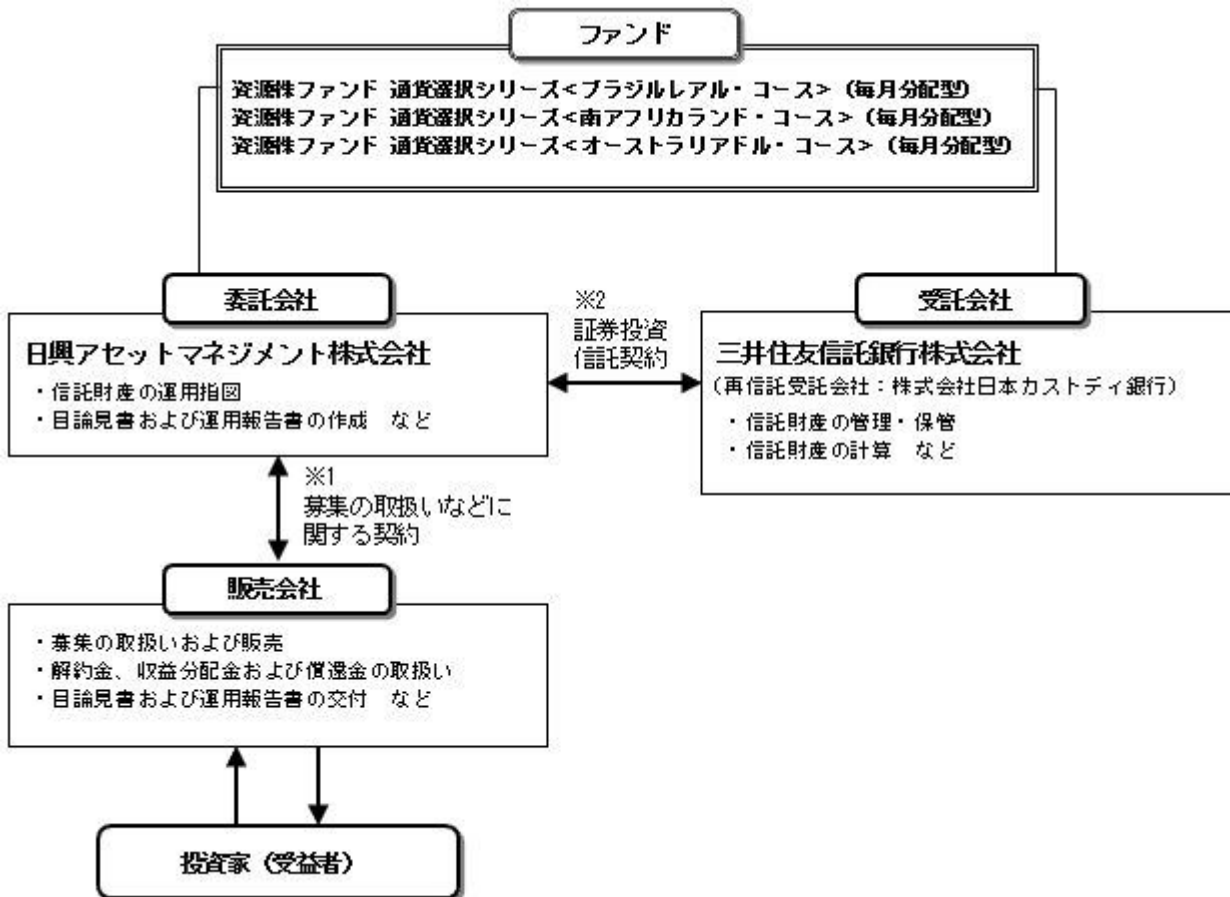 ファンド
資源株ファンド 通貨選択シリーズ<ブラジルレアル・コース>（毎月分配型）
資源株ファンド 通貨選択シリーズ<南アフリカランド・コース>（毎月分配型）
資源株ファンド 通貨選択シリーズ<オーストラリアドル・コース>（毎月分配型）
委託会社
日興アセットマネジメント株式会社
・信託財産の運用指図
・目論見書および運用報告書の作成　など
※2
証券投資
信託契約
受託会社
三井住友信託銀行株式会社
（再信託受託会社：株式会社日本カストディ銀行）
・信託財産の管理・保管
・信託財産の計算　など
※1
募集の取扱いなどに
関する契約
販売会社
・募集の取扱いおよび販売
・解約金、収益分配金および償還金の取扱い
・目論見書および運用報告書の交付　など
投資家（受益者）